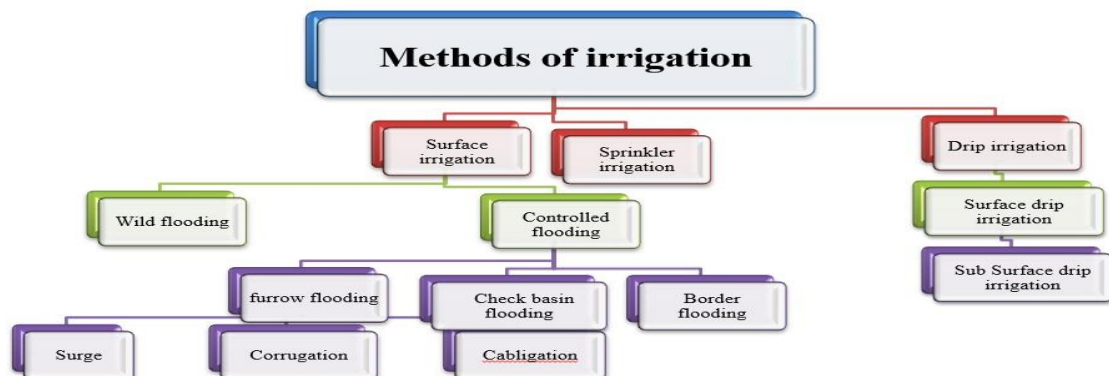 Methods of irrigation
Surface
irrigation
Sprinkler
irrigation
Drip irrigation
Wild flooding
Controlled
flooding
Surface drip
irrigation
furrow flooding
Check basin
flooding
Border
flooding
Sub Surface drip
irrigation
Surge
Corrugation
Cabligation